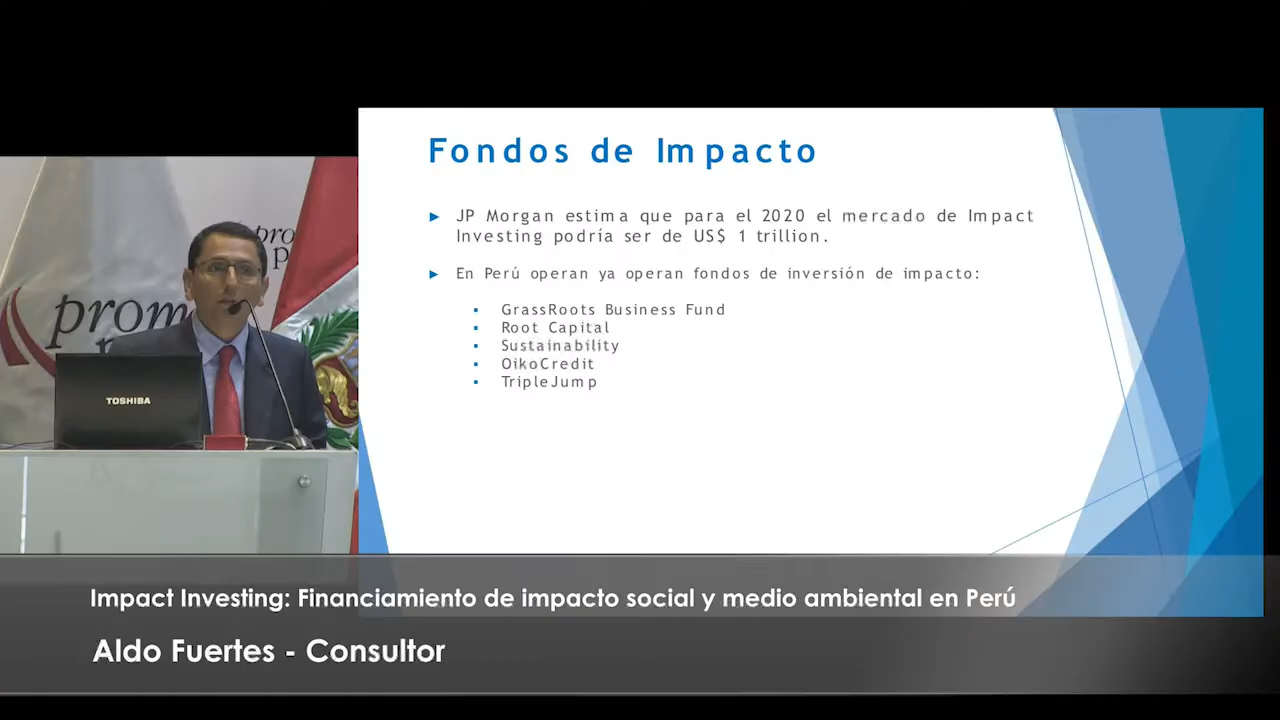 Fondos de Impacto
JP Morgan estima que para el 2020 el mercado de Impact
Investing podría ser de US$ 1 trillion.
En Perú operan ya operan fondos de inversión de impacto:
GrassRoots Business Fund
Root Capital
Sustainability
OikoCredit
TripleJump
prom
pro
p
TOSHIBA
Impact Investing: Financiamiento de impacto social y medio ambiental en Perú
Aldo Fuertes - Consultor